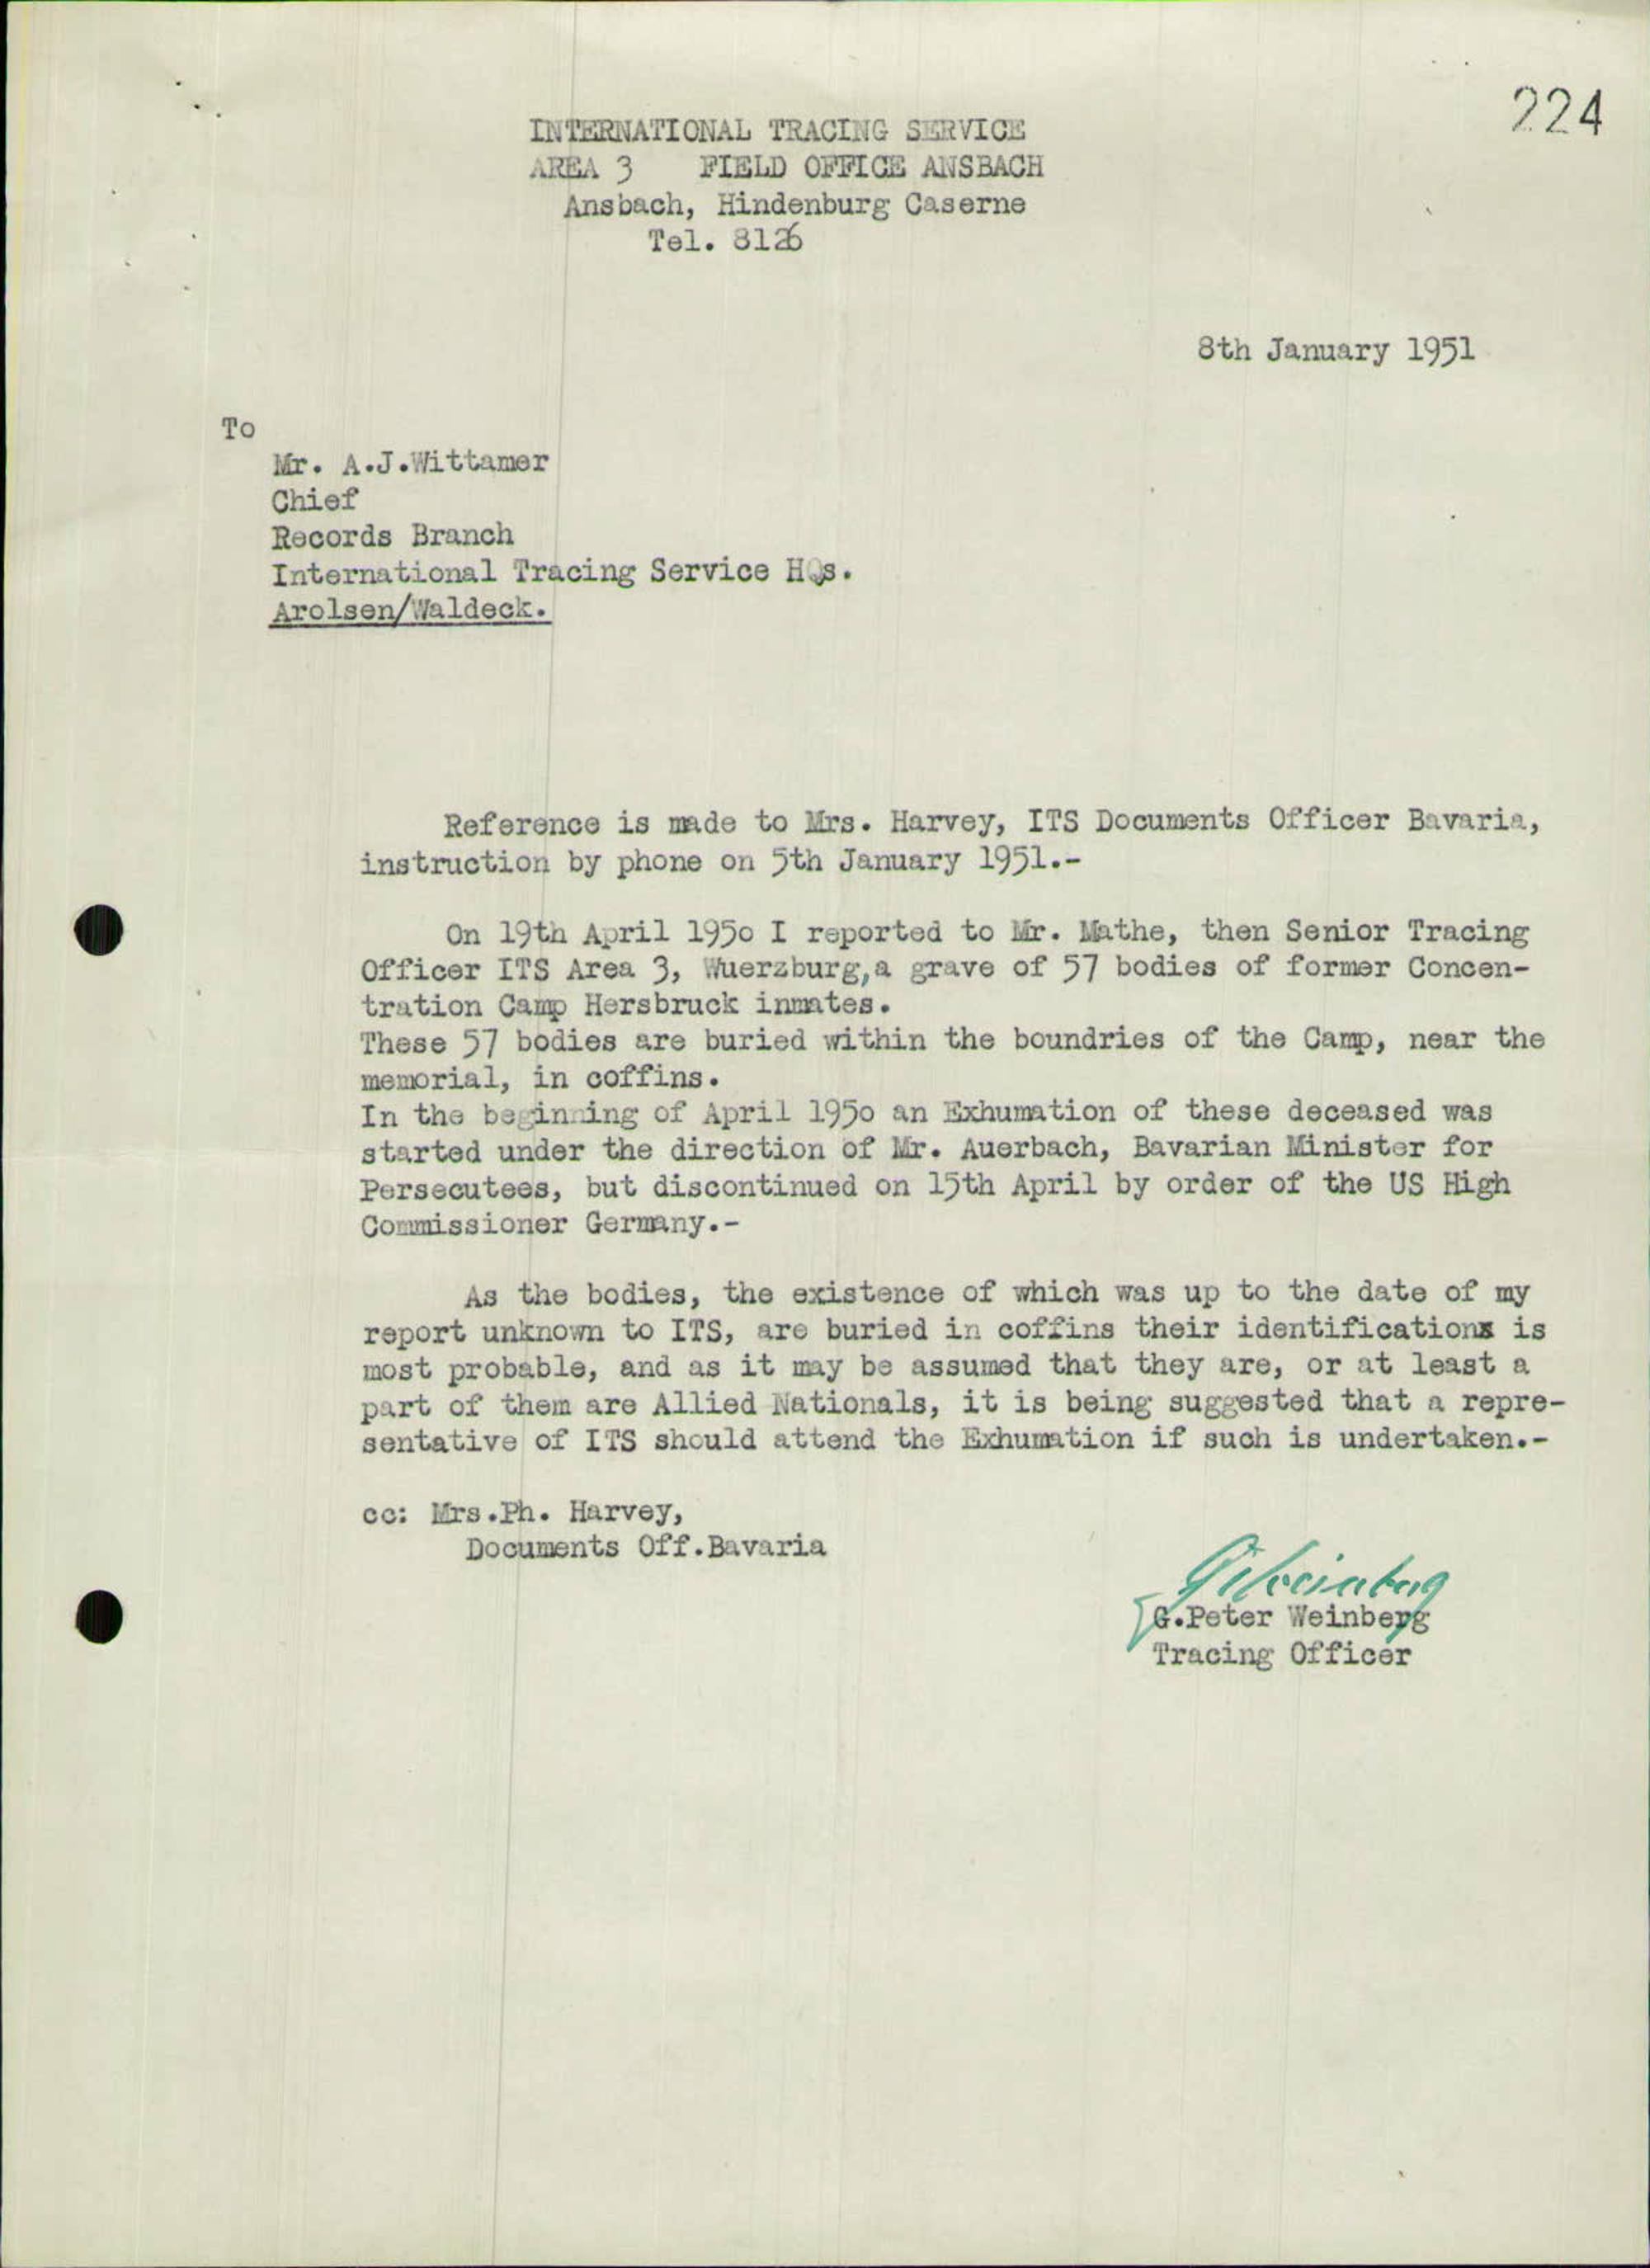 224
INTERNATIONAL TRACING SERVICE
AREA 3 FIELD OFFICE ANSBACH
Ansbach, Hindenburg Caserne
Tel. 8126
8th January 1951
To
Mr. A.J.Wittamer
Chief
Records Branch
International Tracing Service HQs.
Arolsen/Waldeck.
Reference is made to Mrs. Harvey, ITS Documents Officer Bavaria,
instruction by phone on 5th January 1951.-
On 19th April 195o I reported to Mr. Mathe, then Senior Tracing
Officer ITS Area 3, Wuerzburg,a grave of 57 bodies of former Concen-
tration Camp Hersbruck inmates.
These 57 bodies are buried within the boundries of the Camp, near the
memorial, in coffins.
In the beginning of April 195o an Exhumation of these deceased was
started under the direction of Mr. Auerbach, Bavarian Minister for
Persecutees, but discontinued on 15th April by order of the US High
Commissioner Germany.-
As the bodies, the existence of which was up to the date of my
report unknown to ITS, are buried in coffins their identification is
most probable, and as it may be assumed that they are, or at least a
part of them are Allied Nationals, it is being suggested that a repre-
sentative of ITS should attend the Exhumation if such is undertaken.-
cc: Mrs.Ph. Harvey,
Documents Off.Bavaria
G.Peter Weinberg
Tracing Officer